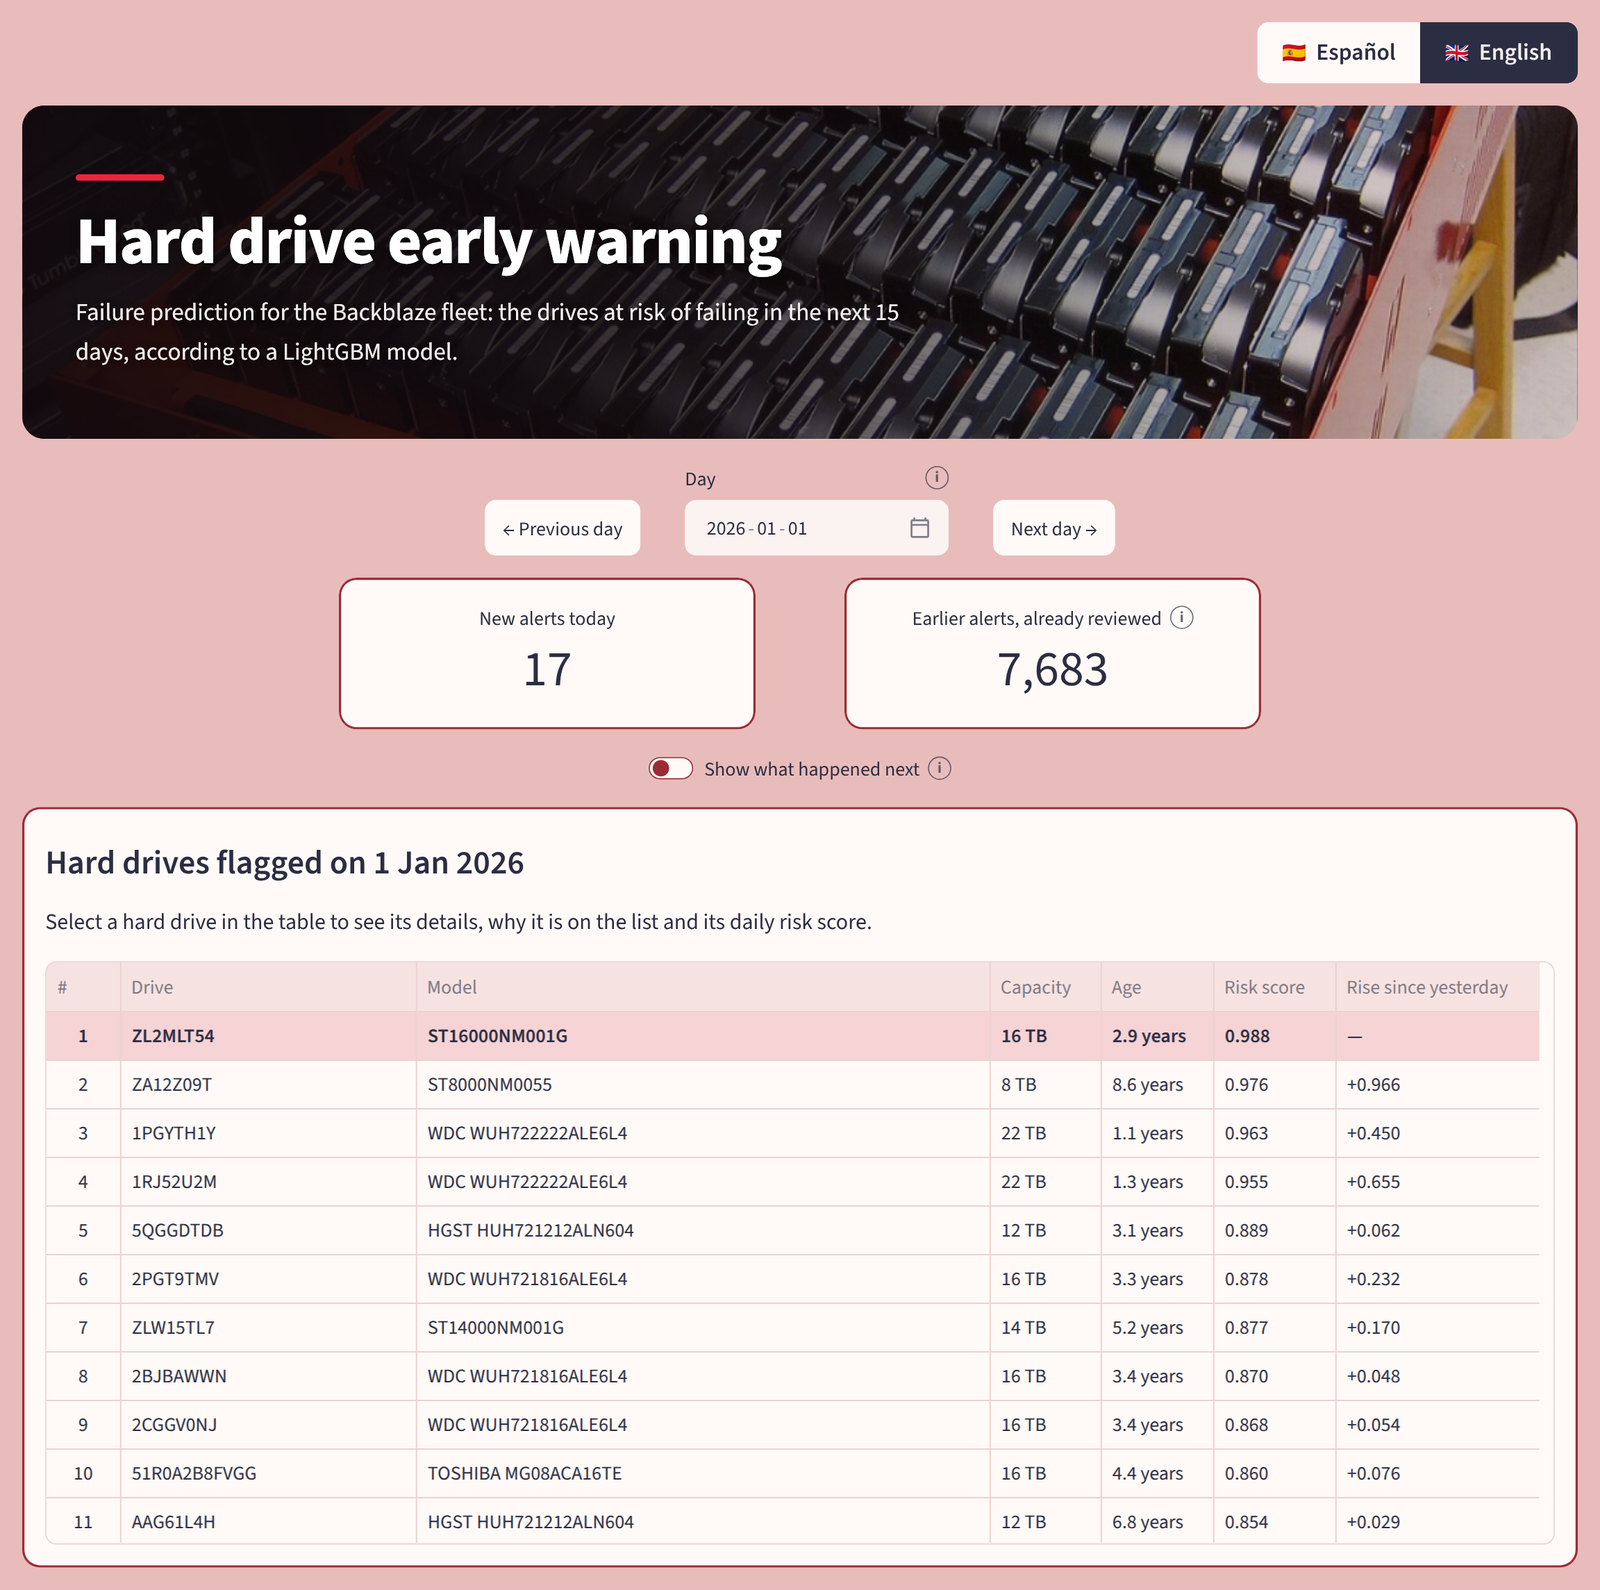 🇪🇸 Español 🇬🇧 English
Hard drive early warning
Failure prediction for the Backblaze fleet: the drives at risk of failing in the next 15
days, according to a LightGBM model.
Day
← Previous day 2026-01-01 Next day →
New alerts today Earlier alerts, already reviewed
17 7,683
Show what happened next
Hard drives flagged on 1 Jan 2026
Select a hard drive in the table to see its details, why it is on the list and its daily risk score.
# Drive Model Capacity Age Risk score Rise since yesterday
1 ZL2MLT54 ST16000NM001G 16 TB 2.9 years 0.988 —
2 ZA12Z09T ST8000NM0055 8 TB 8.6 years 0.976 +0.966
3 1PGYTH1Y WDC WUH722222ALE6L4 22 TB 1.1 years 0.963 +0.450
4 1RJ52U2M WDC WUH722222ALE6L4 22 TB 1.3 years 0.955 +0.655
5 5QGGDTDB HGST HUH721212ALN604 12 TB 3.1 years 0.889 +0.062
6 2PGT9TMV WDC WUH721816ALE6L4 16 TB 3.3 years 0.878 +0.232
7 ZLW15TL7 ST14000NM001G 14 TB 5.2 years 0.877 +0.170
8 2BJBAWWN WDC WUH721816ALE6L4 16 TB 3.4 years 0.870 +0.048
9 2CGGV0NJ WDC WUH721816ALE6L4 16 TB 3.4 years 0.868 +0.054
10 51R0A2B8FVGG TOSHIBA MG08ACA16TE 16 TB 4.4 years 0.860 +0.076
11 AAG61L4H HGST HUH721212ALN604 12 TB 6.8 years 0.854 +0.029